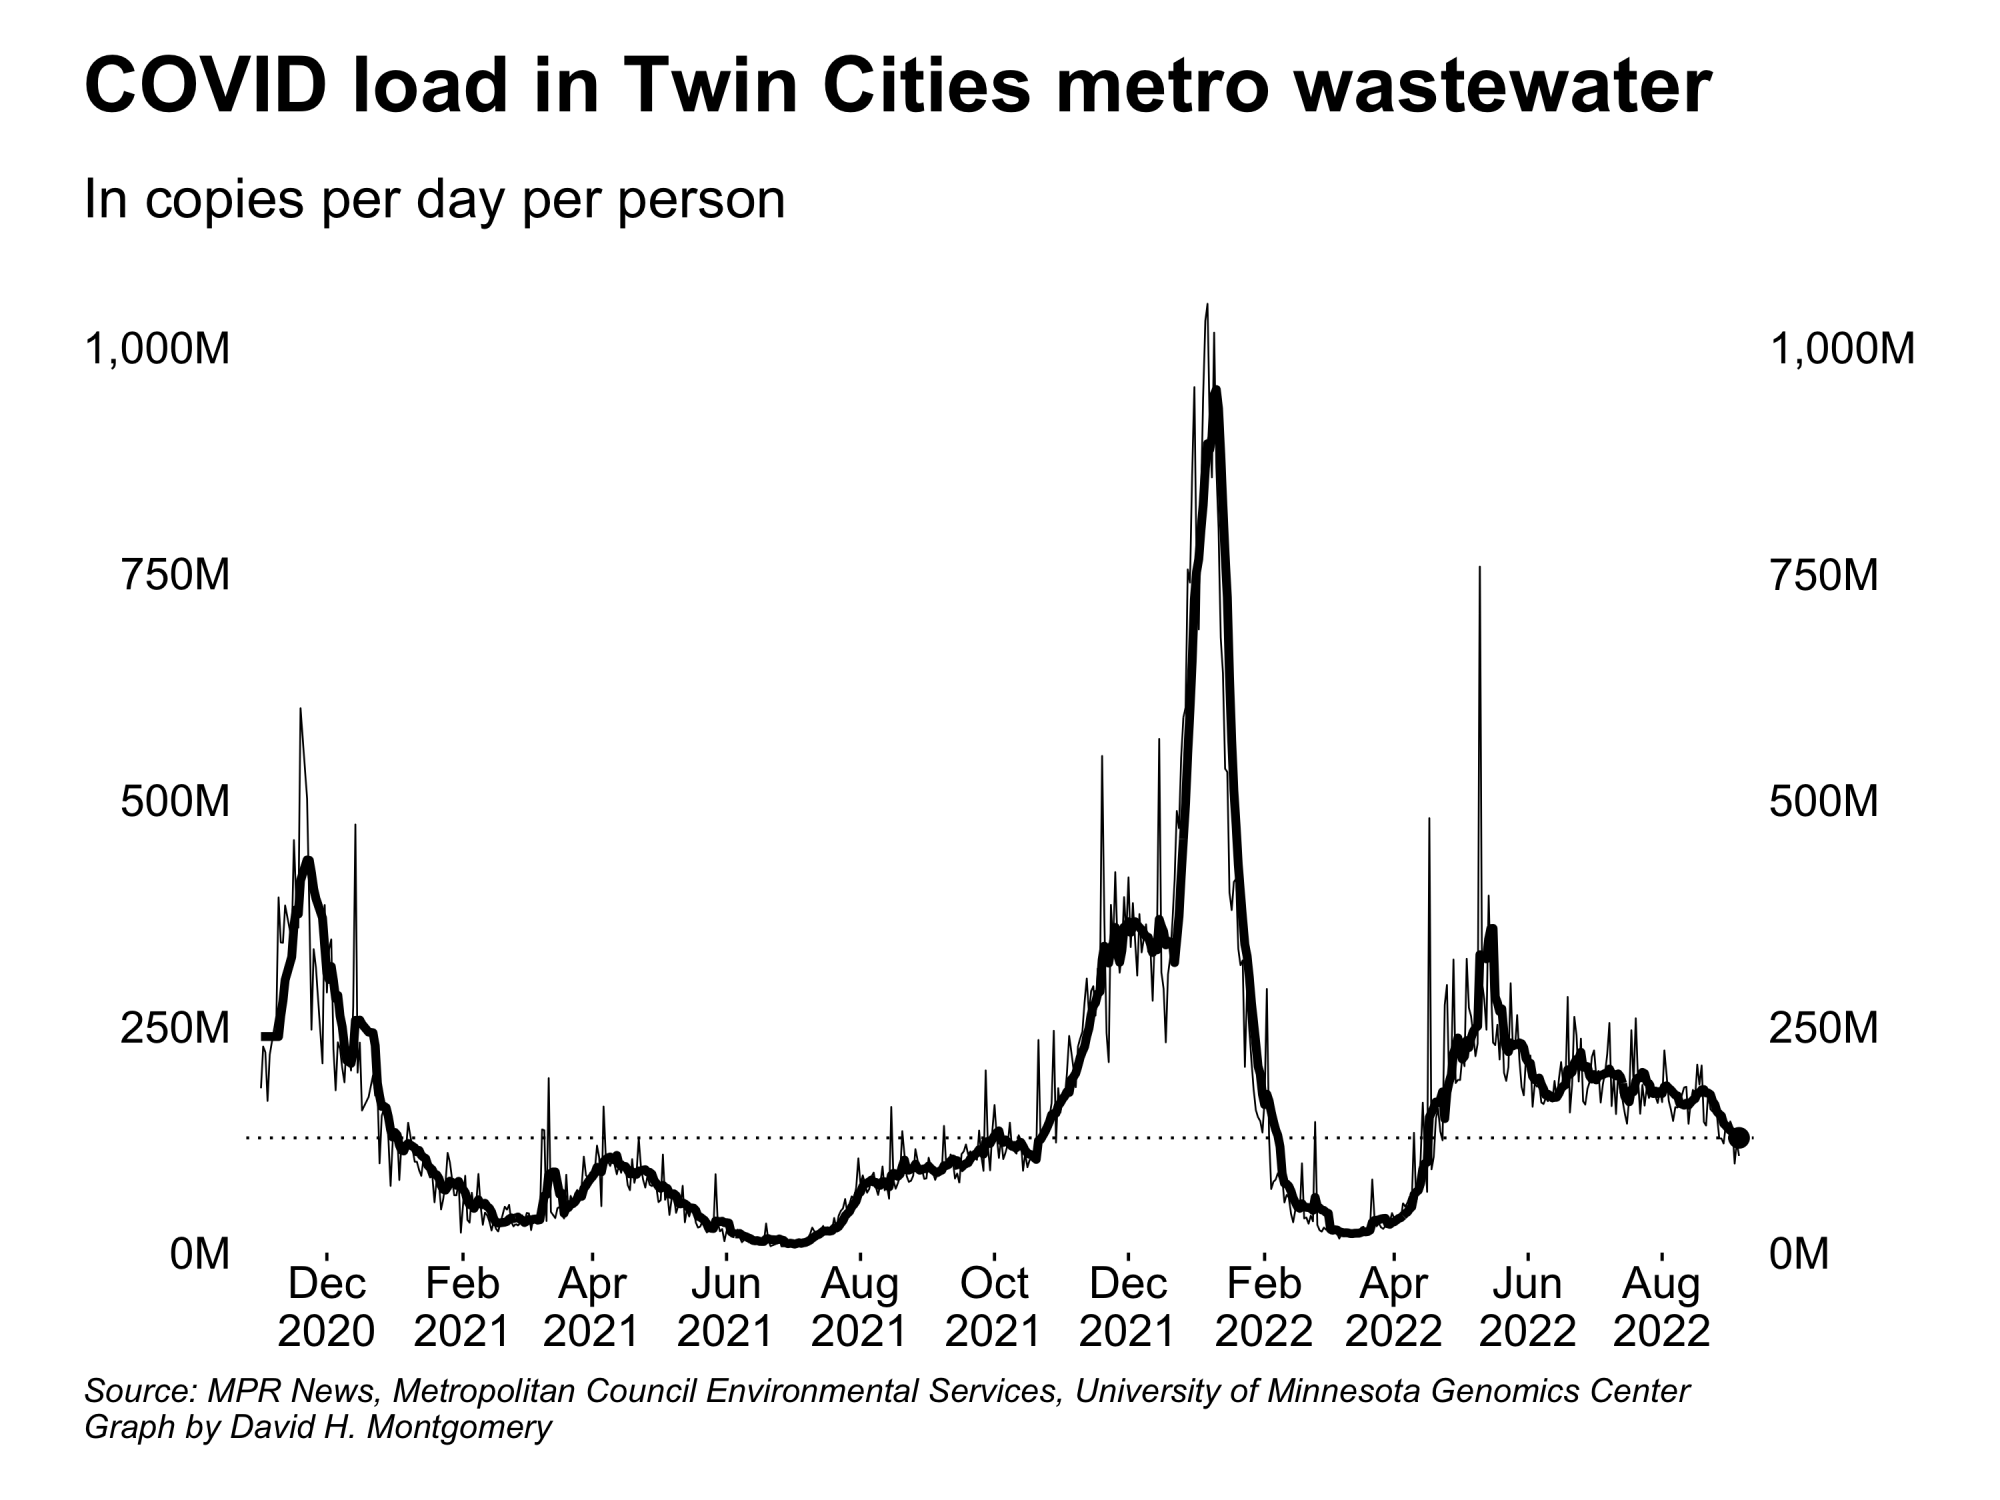 COVID load in Twin Cities metro wastewater
In copies per day per person
1,000M 1,000M
750M 750M
500M 500M
250M 250M
0M 0M
Dec Feb Apr Jun Aug Oct Dec Feb Apr Jun Aug
2020 2021 2021 2021 2021 2021 2021 2022 2022 2022 2022
Source: MPR News, Metropolitan Council Environmental Services, University of Minnesota Genomics Center
Graph by David H. Montgomery